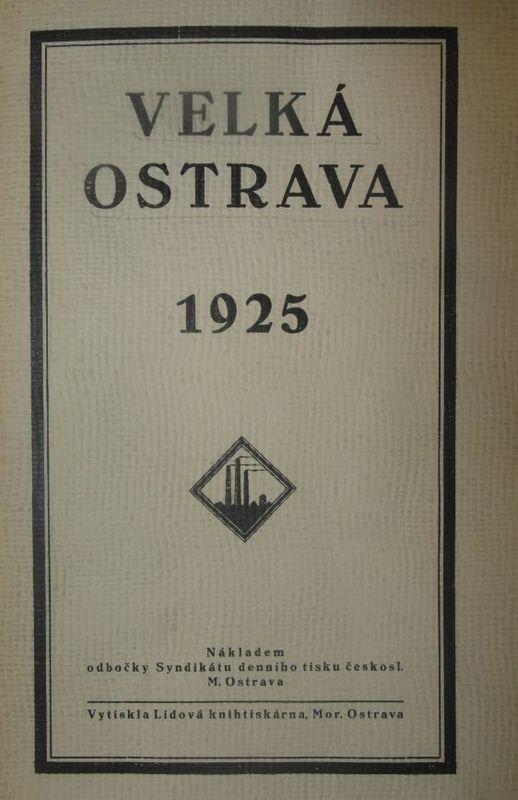 VELKÁ
OSTRAVA
1925
Nákladem
odbočky Syndikátu denního tisku českosl.
M. Ostrava
Vytiskla Lidová knihtiskárna, Mor. Ostrava